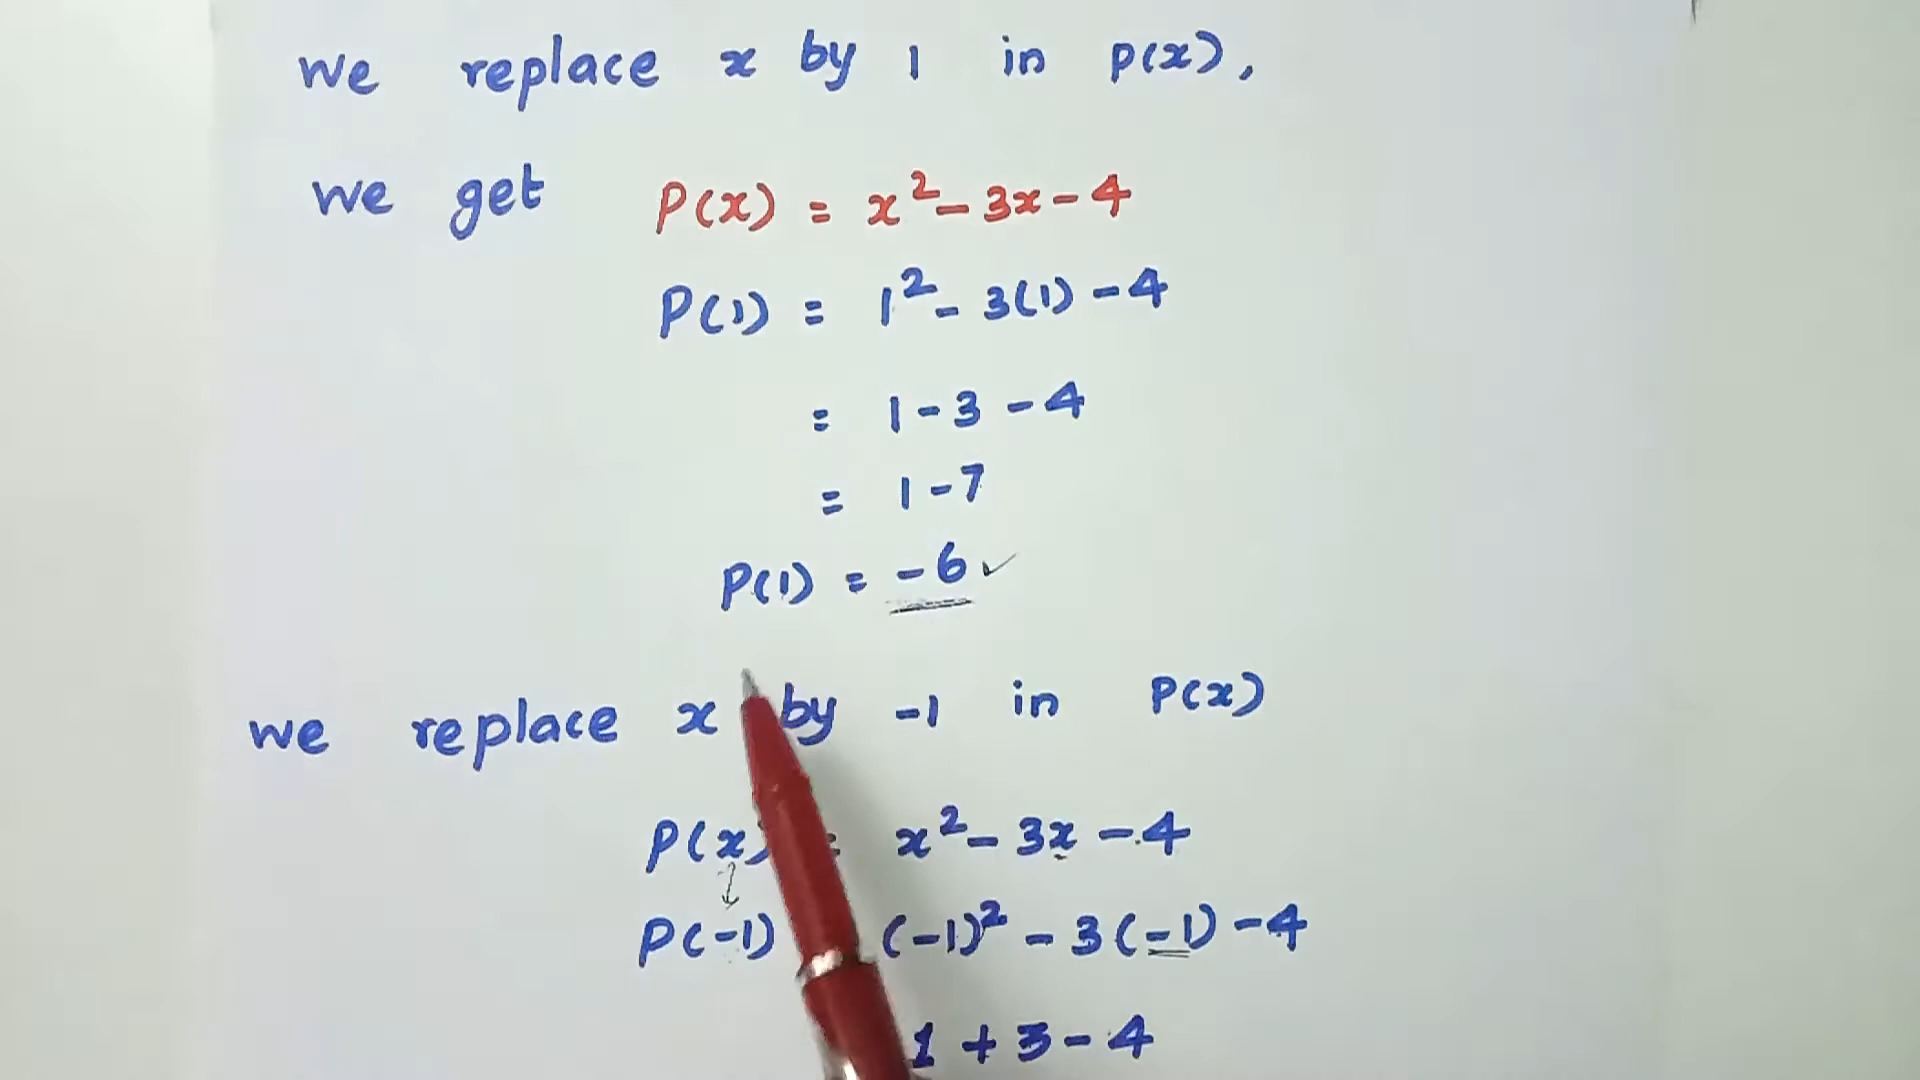 we replace x by 1 in p(x),
we get P(x) = x² - 3x - 4
P(1) = 1² - 3(1) - 4
= 1 - 3 - 4
= 1 - 7
P(1) = -6 ✓
we replace x by -1 in P(x)
P(x) = x² - 3x - 4
P(-1) (-1)² - 3(-1) - 4
1 + 3 - 4